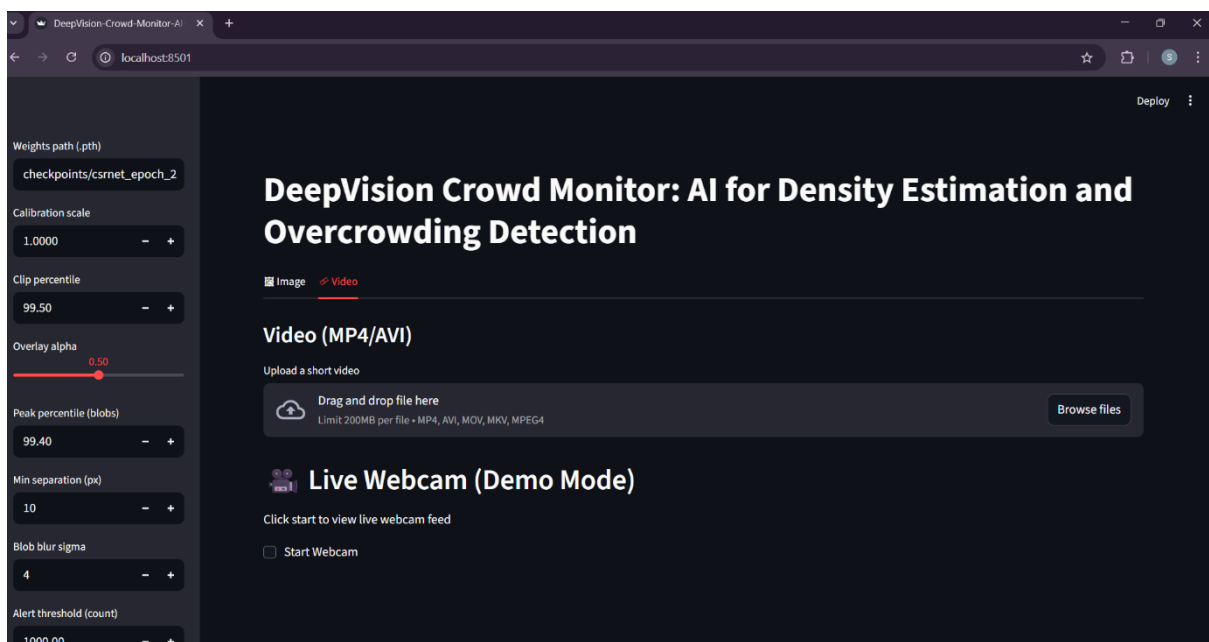 DeepVision-Crowd-Monitor-AI
localhost:8501
S
Deploy
Weights path (.pth)
checkpoints/csrnet_epoch_2
Calibration scale
1.0000
Clip percentile
99.50
Overlay alpha
0.50
Peak percentile (blobs)
99.40
Min separation (px)
10
Blob blur sigma
4
Alert threshold (count)
1000.00
DeepVision Crowd Monitor: AI for Density Estimation and
Overcrowding Detection
Image
Video
Video (MP4/AVI)
Upload a short video
Drag and drop file here
Limit 200MB per file • MP4, AVI, MOV, MKV, MPEG4
Browse files
Live Webcam (Demo Mode)
Click start to view live webcam feed
Start Webcam